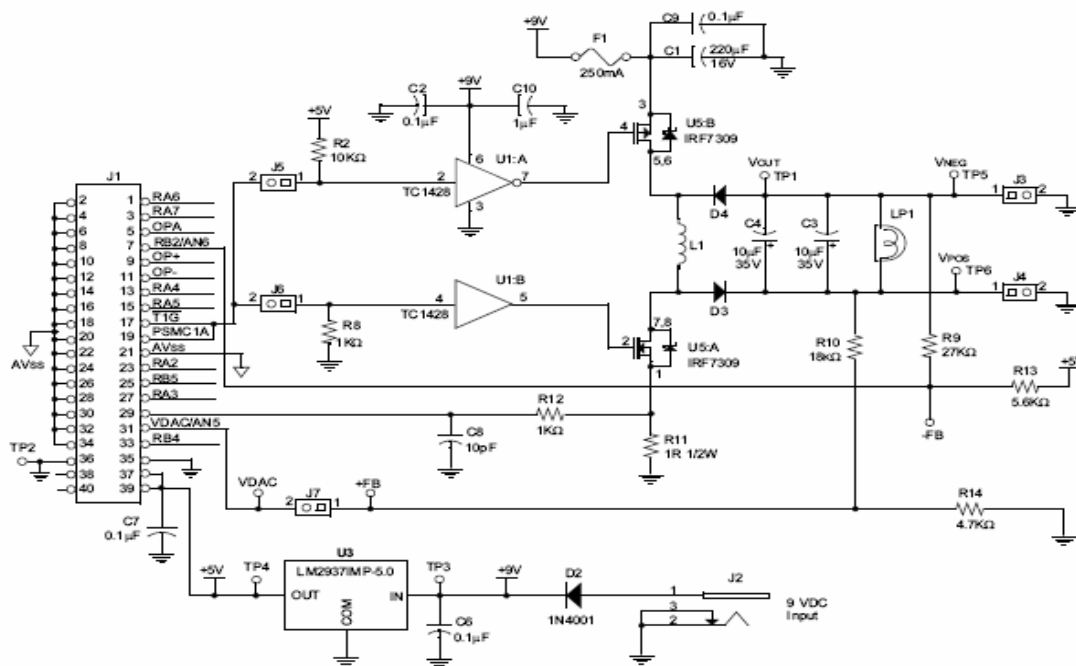 +9V
F1
250mA
C9
0.1µF
C1
220µF
16V
+9V
C2
0.1µF
C10
1µF
+5V
R2
10KΩ
J5
2 1
2
6
U1:A
7
TC1428
3
3
4
U5:B
IRF7309
5,6
VOUT
TP1
VNEG
TP5
J3
1 2
D4
L1
C4
10µF
35V
C3
10µF
35V
LP1
VPOS
TP6
J4
1 2
D3
J1
2 1 RA6
4 3 RA7
6 5 OPA
8 7 RB2/AN6
10 9 OP+
12 11 OP-
14 13 RA4
16 15 RA5
18 17 T1G
20 19 PSMC1A
22 21 AVss
24 23 RA2
26 25 RB5
28 27 RA3
30 29
32 31 VDAC/AN5
34 33 RB4
36 35
38 37
40 39
AVss
TP2
J6
2 1
R8
1KΩ
4
U1:B
5
TC1428
7,8
2
U5:A
IRF7309
1
R10
18kΩ
R9
27KΩ
R13
5.6KΩ
+5
-FB
R12
1KΩ
C8
10pF
R11
1R 1/2W
VDAC
J7
2 1
+FB
R14
4.7KΩ
C7
0.1µF
+5V
TP4
U3
LM2937IMP-5.0
OUT
IN
COM
TP3
+9V
C6
0.1µF
D2
1N4001
J2
1
3
2
9 VDC
Input